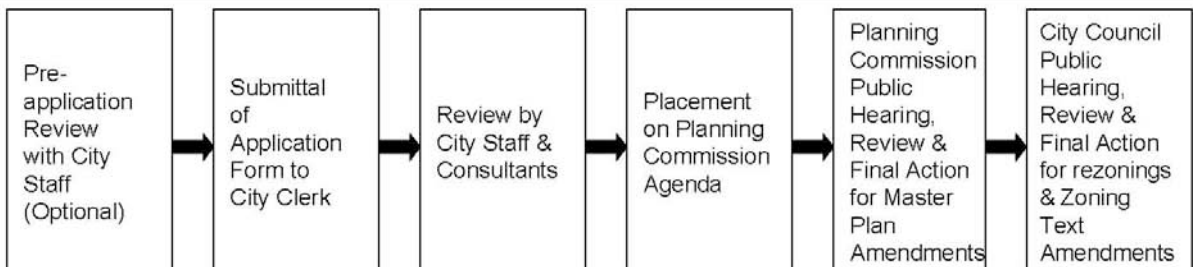 Pre-
application
Review
with City
Staff
(Optional)
Submittal
of
Application
Form to
City Clerk
Review by
City Staff &
Consultants
Placement
on Planning
Commission
Agenda
Planning
Commission
Public
Hearing,
Review &
Final Action
for Master
Plan
Amendments
City Council
Public
Hearing,
Review &
Final Action
for rezonings
& Zoning
Text
Amendments